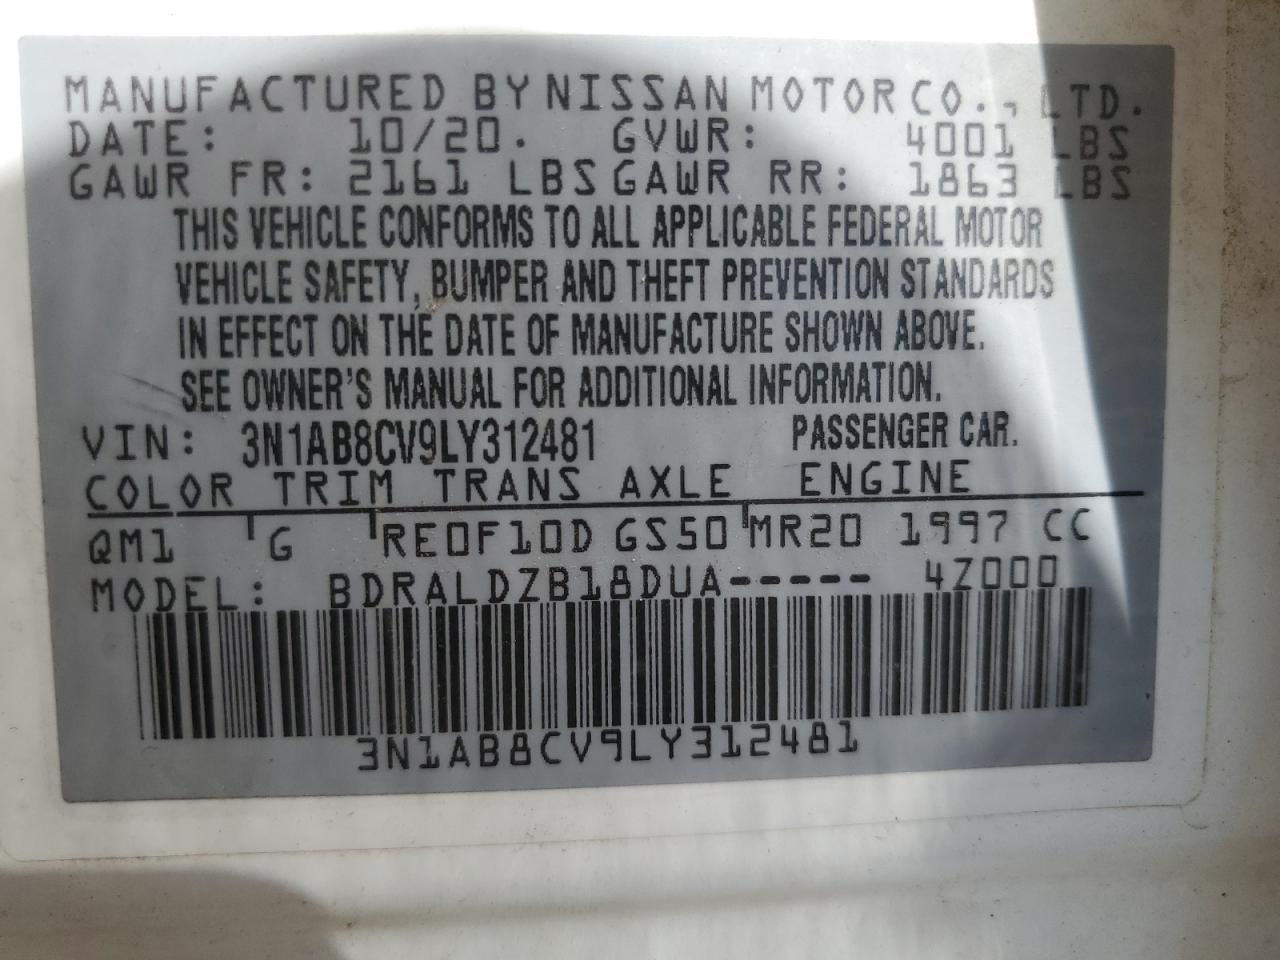 MANUFACTURED BY NISSAN MOTOR CO., LTD.
DATE: 10/20. GVWR: 4001 LBS
GAWR FR: 2161 LBS GAWR RR: 1863 LBS
THIS VEHICLE CONFORMS TO ALL APPLICABLE FEDERAL MOTOR
VEHICLE SAFETY, BUMPER AND THEFT PREVENTION STANDARDS
IN EFFECT ON THE DATE OF MANUFACTURE SHOWN ABOVE.
SEE OWNER'S MANUAL FOR ADDITIONAL INFORMATION.
VIN: 3N1AB8CV9LY312481 PASSENGER CAR.
COLOR TRIM TRANS AXLE ENGINE
QM1 G RE0F10D GS50 MR20 1997 CC
MODEL: BDRALDZB18DUA----- 4Z000
3N1AB8CV9LY312481